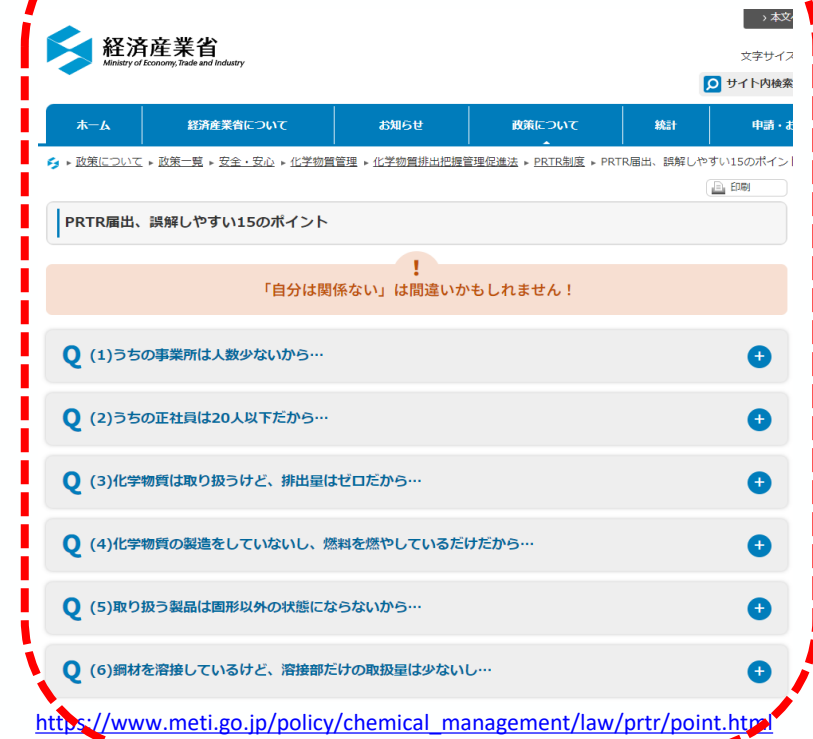 › 本文
経済産業省
Ministry of Economy, Trade and Industry
文字サイズ
サイト内検索
ホーム 経済産業省について お知らせ 政策について 統計 申請・お
▸ 政策について ▸ 政策一覧 ▸ 安全・安心 ▸ 化学物質管理 ▸ 化学物質排出把握管理促進法 ▸ PRTR制度 ▸ PRTR届出、誤解しやすい15のポイント
印刷
PRTR届出、誤解しやすい15のポイント
!
「自分は関係ない」は間違いかもしれません！
Q (1)うちの事業所は人数少ないから…
Q (2)うちの正社員は20人以下だから…
Q (3)化学物質は取り扱うけど、排出量はゼロだから…
Q (4)化学物質の製造をしていないし、燃料を燃やしているだけだから…
Q (5)取り扱う製品は固形以外の状態にならないから…
Q (6)鋼材を溶接しているけど、溶接部だけの取扱量は少ないし…
https://www.meti.go.jp/policy/chemical_management/law/prtr/point.html